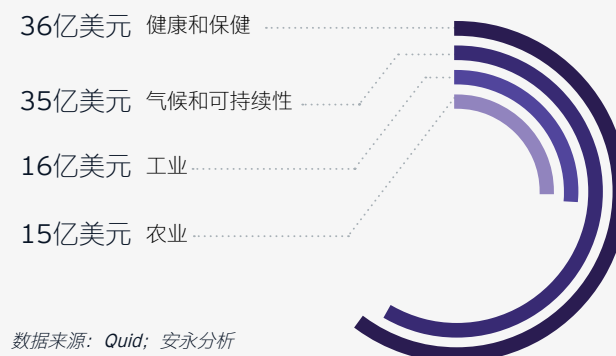 36亿美元 健康和保健
35亿美元 气候和可持续性
16亿美元 工业
15亿美元 农业
数据来源：Quid；安永分析